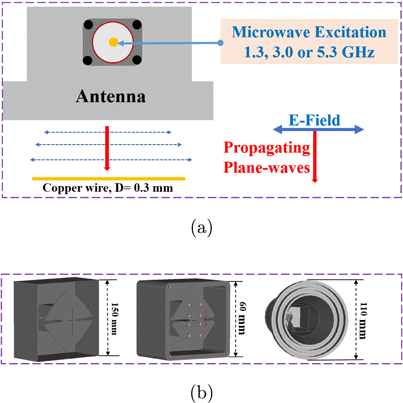 Microwave Excitation
1.3, 3.0 or 5.3 GHz
Antenna
E-Field
Propagating
Plane-waves
Copper wire, D= 0.3 mm
(a)
150 mm
60 mm
110 mm
(b)